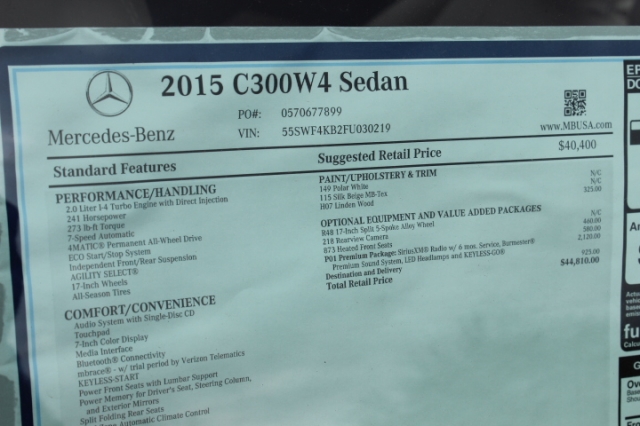 2015 C300W4 Sedan
PO#: 0570677899
VIN: 55SWF4KB2FU030219
Mercedes-Benz
www.MBUSA.com
Standard Features
PERFORMANCE/HANDLING
2.0 Liter I-4 Turbo Engine with Direct Injection
241 Horsepower
273 lb-ft Torque
7-Speed Automatic
4MATIC® Permanent All-Wheel Drive
ECO Start/Stop System
Independent Front/Rear Suspension
AGILITY SELECT®
17-Inch Wheels
All-Season Tires
COMFORT/CONVENIENCE
Audio System with Single-Disc CD
Touchpad
7-Inch Color Display
Media Interface
Bluetooth® Connectivity
mbrace® - w/ trial period by Verizon Telematics
KEYLESS-START
Power Front Seats with Lumbar Support
Power Memory for Driver's Seat, Steering Column,
and Exterior Mirrors
Split Folding Rear Seats
Automatic Climate Control
Suggested Retail Price $40,400
PAINT/UPHOLSTERY & TRIM
149 Polar White N/C
115 Silk Beige MB-Tex N/C
H07 Linden Wood 325.00
OPTIONAL EQUIPMENT AND VALUE ADDED PACKAGES
R48 17-Inch Split 5-Spoke Alloy Wheel N/C
218 Rearview Camera 460.00
873 Heated Front Seats 580.00
P01 Premium Package: SiriusXM® Radio w/ 6 mos. Service, Burmester® 2,120.00
Premium Sound System, LED Headlamps and KEYLESS-GO®
Destination and Delivery 925.00
Total Retail Price $44,810.00
EP
DO
fu